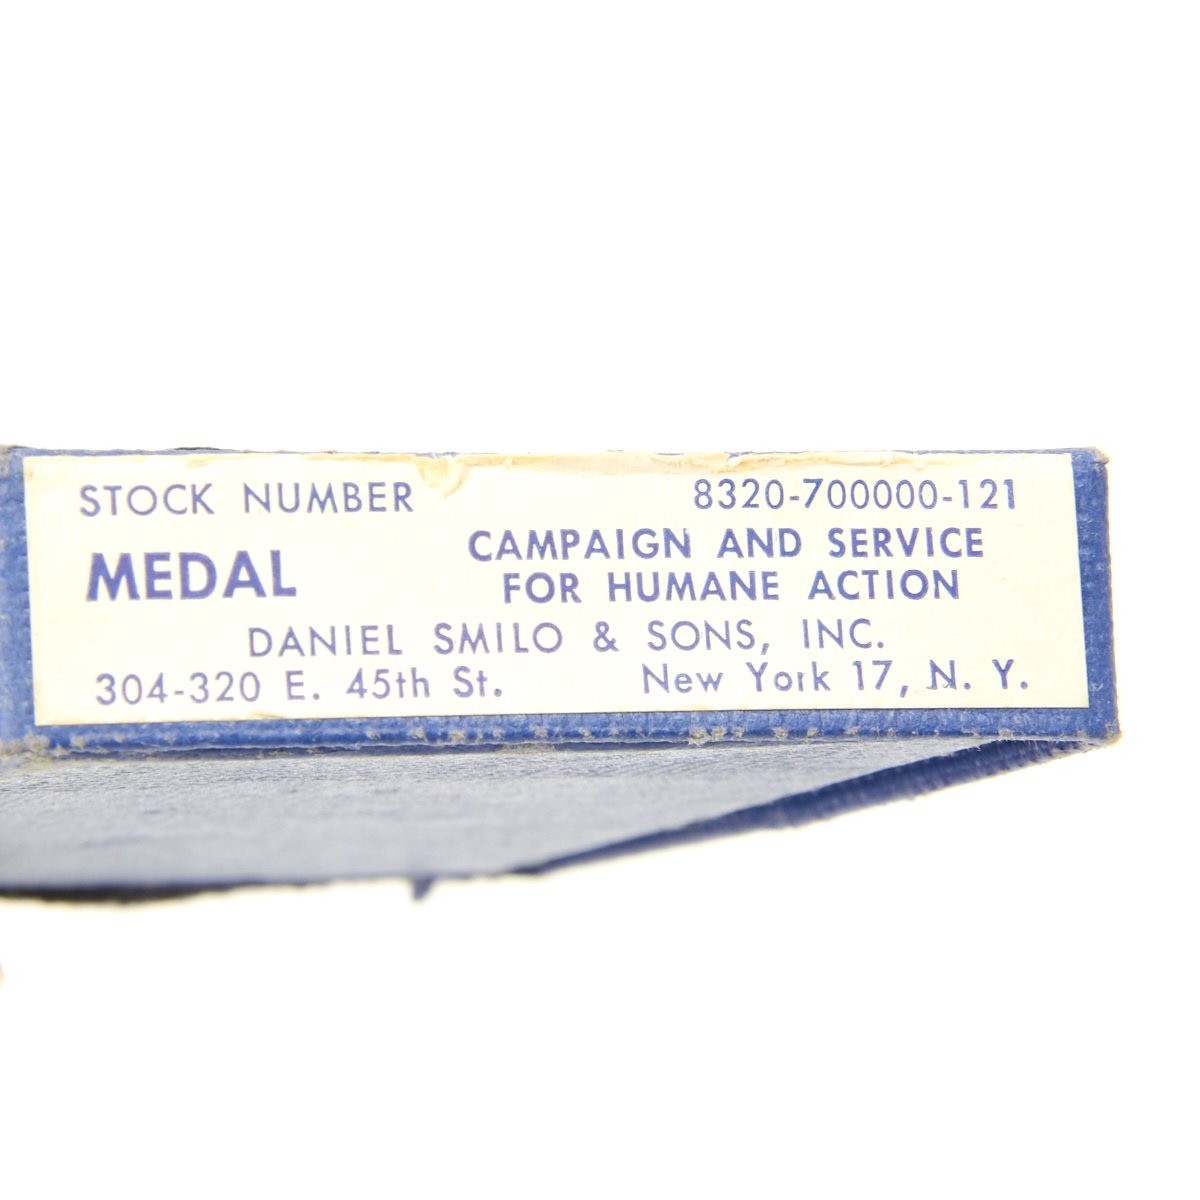 STOCK NUMBER 8320-700000-121
MEDAL CAMPAIGN AND SERVICE
FOR HUMANE ACTION
DANIEL SMILO & SONS, INC.
304-320 E. 45th St. New York 17, N. Y.